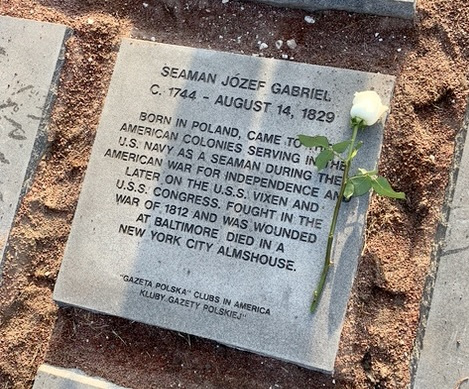 SEAMAN JÓZEF GABRIEL
C. 1744 - AUGUST 14, 1829
BORN IN POLAND, CAME TO
AMERICAN COLONIES SERVING IN
U.S. NAVY AS A SEAMAN DURING THE
AMERICAN WAR FOR INDEPENDENCE
LATER ON THE U.S.S. VIXEN AND
U.S.S. CONGRESS. FOUGHT IN THE
WAR OF 1812 AND WAS WOUNDED
AT BALTIMORE DIED IN A
NEW YORK CITY ALMSHOUSE.
"GAZETA POLSKA" CLUBS IN AMERICA
KLUBY„GAZETY POLSKIEJ"